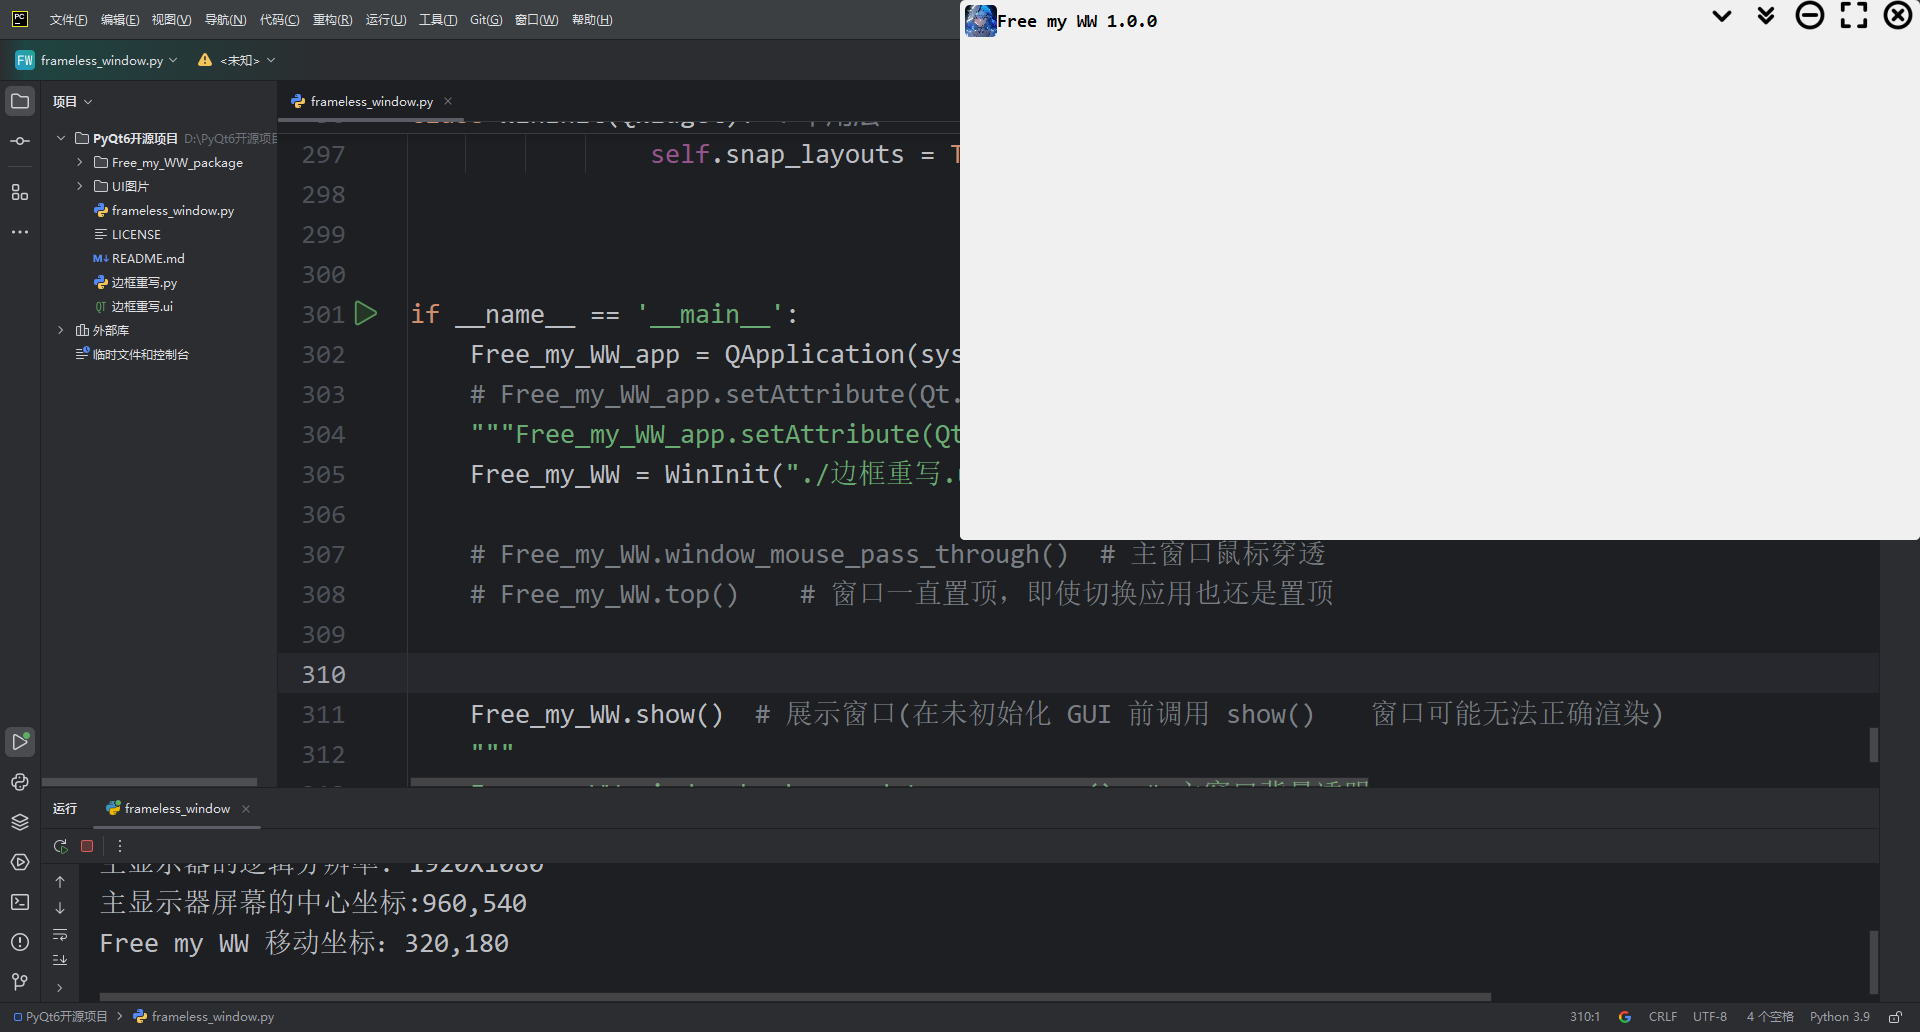 文件(F) 编辑(E) 视图(V) 导航(N) 代码(C) 重构(R) 运行(U) 工具(T) Git(G) 窗口(W) 帮助(H)
Free my WW 1.0.0
FW frameless_window.py <未知>
项目
frameless_window.py
PyQt6开源项目 D:\PyQt6开源项目
Free_my_WW_package
UI图片
frameless_window.py
LICENSE
README.md
边框重写.py
边框重写.ui
外部库
临时文件和控制台
297 self.snap_layouts = T
298
299
300
301 if __name__ == '__main__':
302 Free_my_WW_app = QApplication(sys
303 # Free_my_WW_app.setAttribute(Qt.
304 """Free_my_WW_app.setAttribute(Qt
305 Free_my_WW = WinInit("./边框重写.
306
307 # Free_my_WW.window_mouse_pass_through() # 主窗口鼠标穿透
308 # Free_my_WW.top() # 窗口一直置顶，即使切换应用也还是置顶
309
310
311 Free_my_WW.show() # 展示窗口(在未初始化 GUI 前调用 show() 窗口可能无法正确渲染)
312 """
运行 frameless_window
主显示器的逻辑分辨率: 1920X1080
主显示器屏幕的中心坐标:960,540
Free my WW 移动坐标: 320,180
PyQt6开源项目 > frameless_window.py
310:1 CRLF UTF-8 4 个空格 Python 3.9